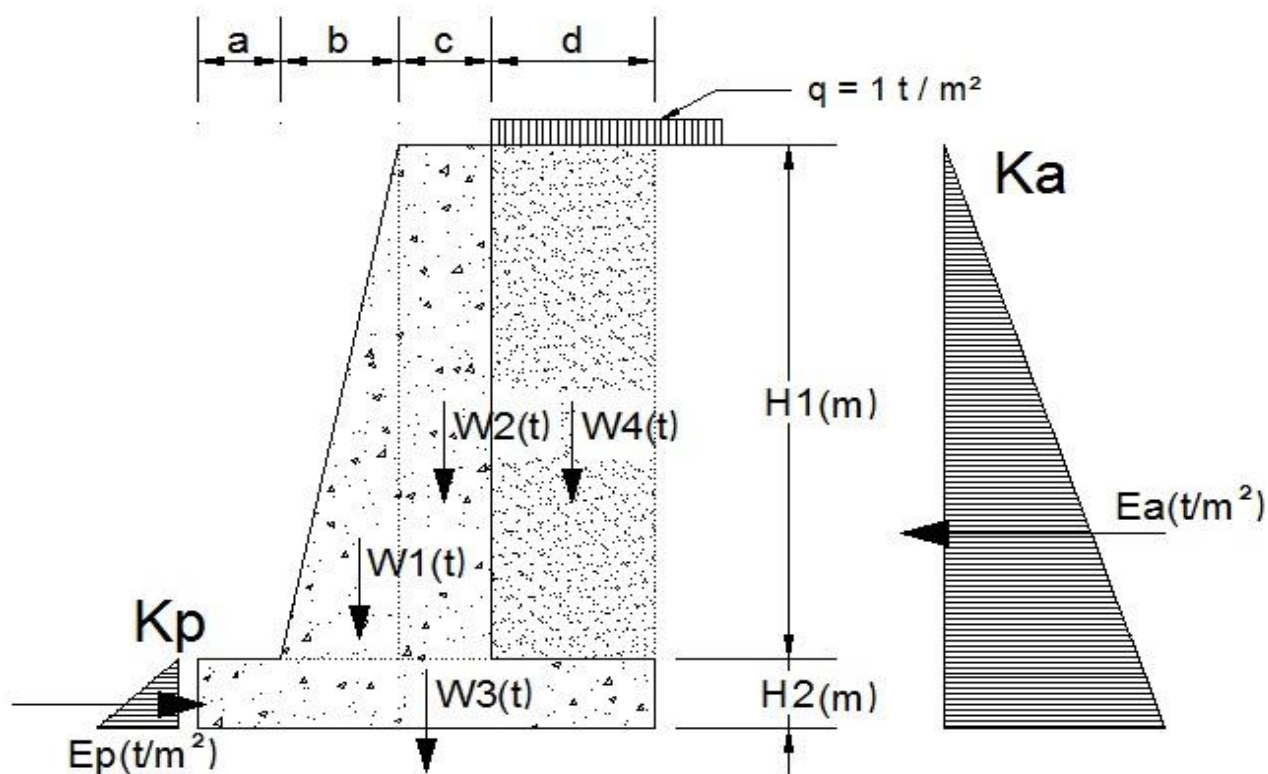 a
b
c
d
q = 1 t / m²
Ka
H1(m)
W2(t)
W4(t)
Ea(t/m²)
W1(t)
Kp
W3(t)
H2(m)
Ep(t/m²)